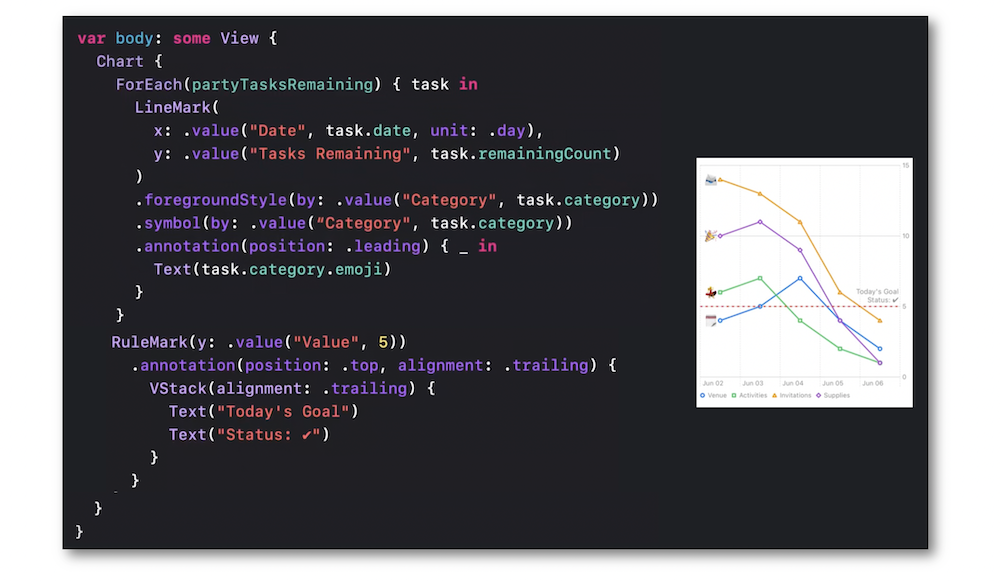 var body: some View {
Chart {
ForEach(partyTasksRemaining) { task in
LineMark(
x: .value("Date", task.date, unit: .day),
y: .value("Tasks Remaining", task.remainingCount)
)
.foregroundStyle(by: .value("Category", task.category))
.symbol(by: .value(“Category", task.category))
.annotation(position: .leading) { _ in
Text(task.category.emoji)
}
}
RuleMark(y: .value("Value", 5))
.annotation(position: .top, alignment: .trailing) {
VStack(alignment: .trailing) {
Text("Today's Goal")
Text("Status: ✔")
}
}
}
}
15
10
Today's Goal
Status: ✔
5
0
Jun 02 Jun 03 Jun 04 Jun 05 Jun 06
Venue Activities Invitations Supplies